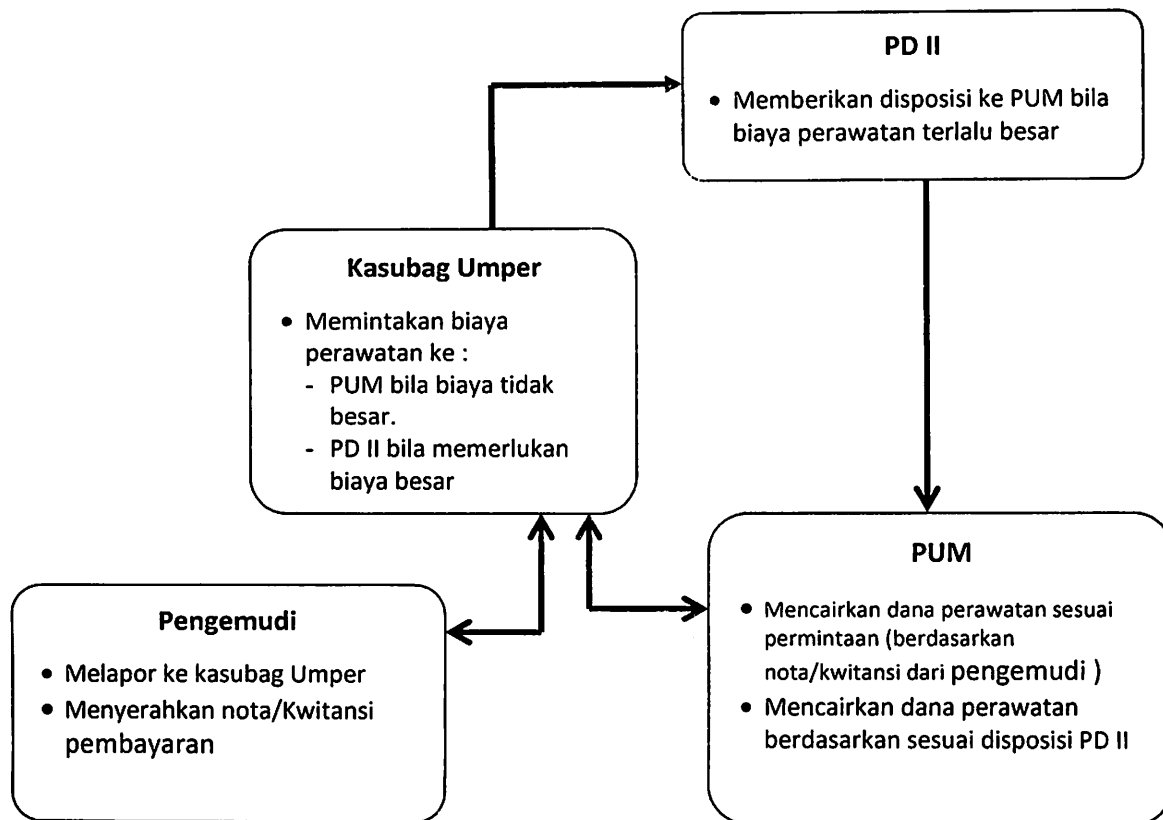 PD II
• Memberikan disposisi ke PUM bila
biaya perawatan terlalu besar
Kasubag Umper
• Memintakan biaya
perawatan ke :
- PUM bila biaya tidak
besar.
- PD II bila memerlukan
biaya besar
Pengemudi
• Melapor ke kasubag Umper
• Menyerahkan nota/Kwitansi
pembayaran
PUM
• Mencairkan dana perawatan sesuai
permintaan (berdasarkan
nota/kwitansi dari pengemudi )
• Mencairkan dana perawatan
berdasarkan sesuai disposisi PD II